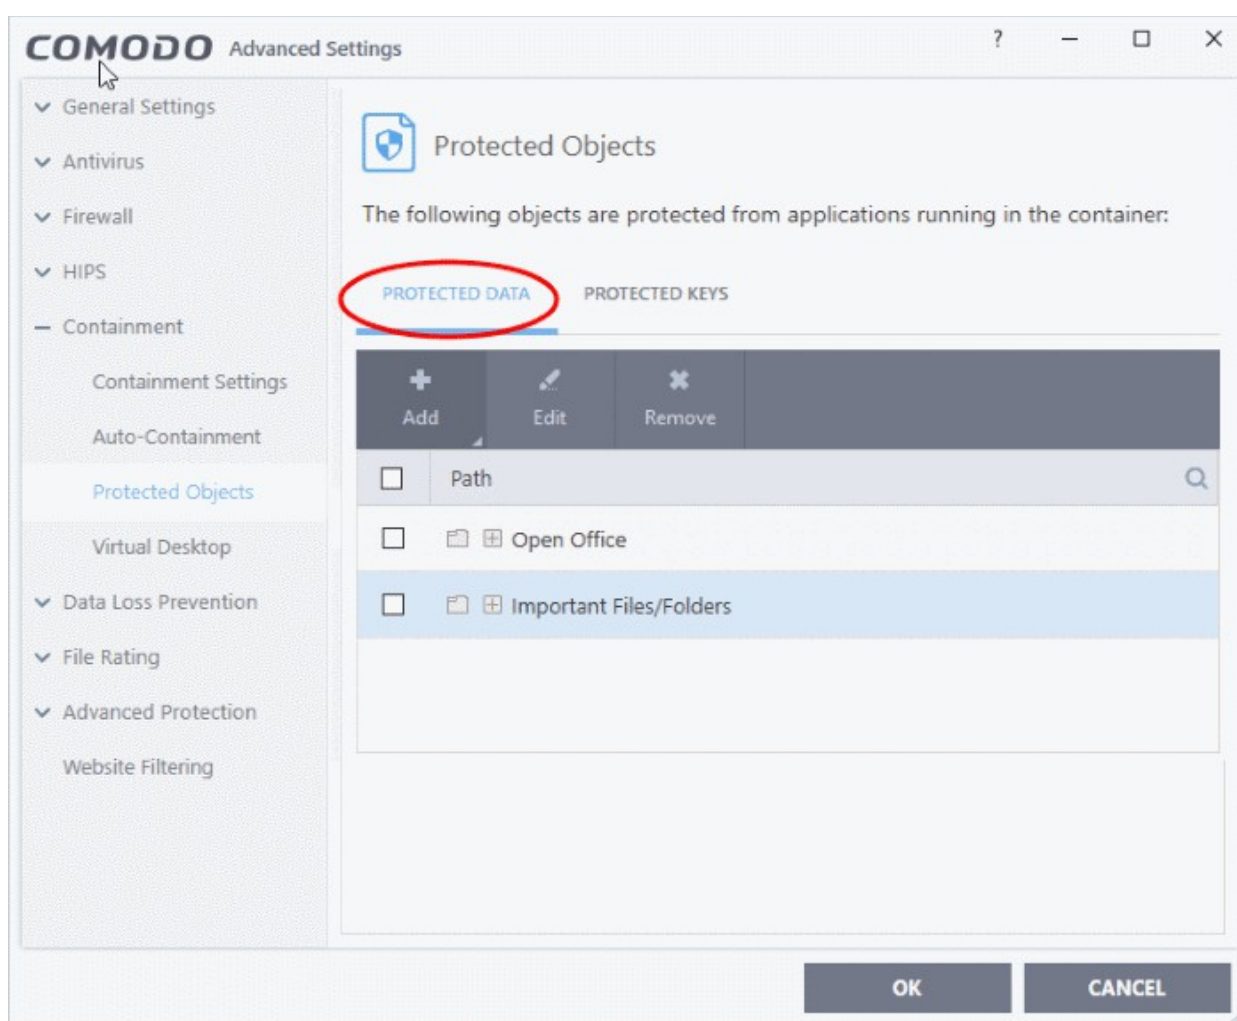 COMODO Advanced Settings ?
General Settings
Antivirus
Firewall
HIPS
Containment
Containment Settings
Auto-Containment
Protected Objects
Virtual Desktop
Data Loss Prevention
File Rating
Advanced Protection
Website Filtering
Protected Objects
The following objects are protected from applications running in the container:
PROTECTED DATA PROTECTED KEYS
Add Edit Remove
Path
Open Office
Important Files/Folders
OK CANCEL